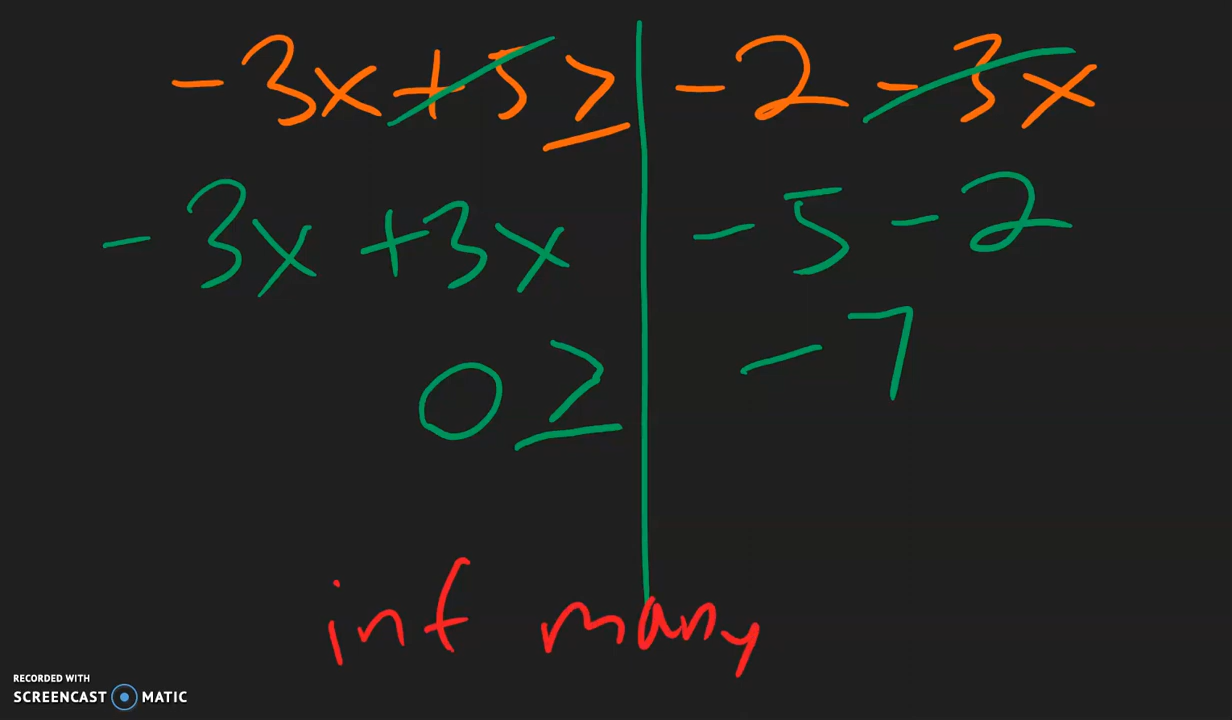 -3x+5≥ -2-3x
-3x+3x -5-2
0≥ -7
inf many
RECORDED WITH
SCREENCAST MATIC